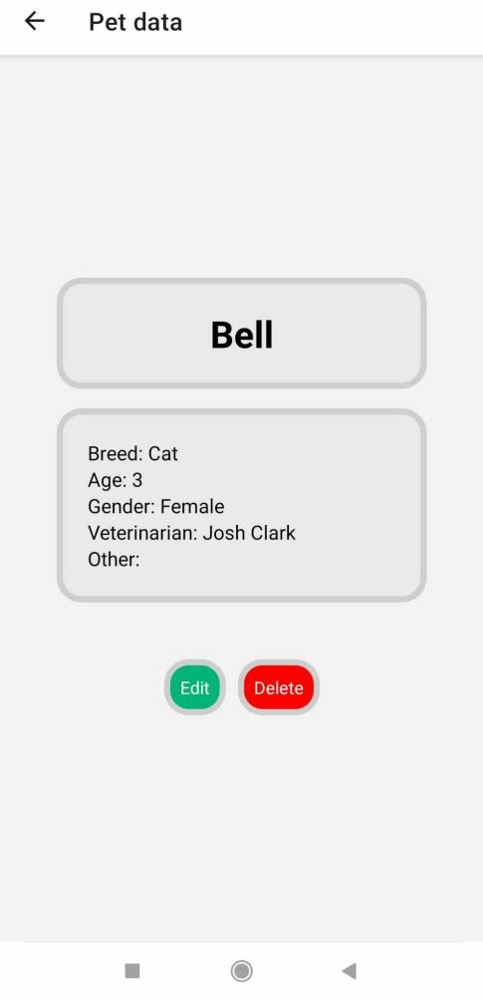 Pet data
Bell
Breed: Cat
Age: 3
Gender: Female
Veterinarian: Josh Clark
Other:
Edit
Delete